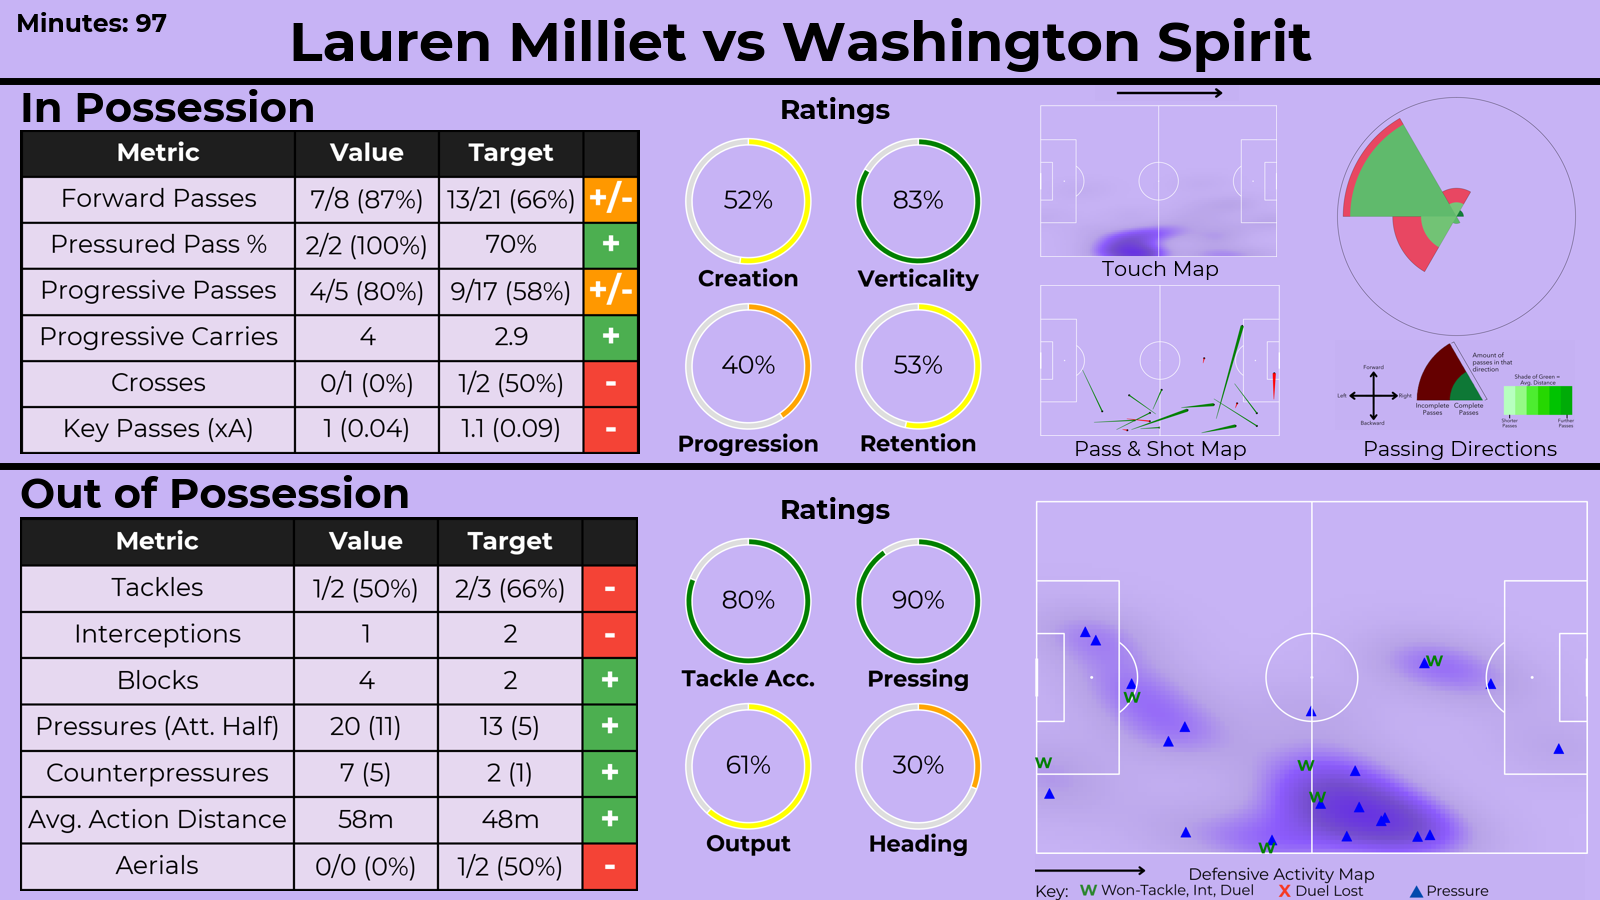 Minutes: 97
Lauren Milliet vs Washington Spirit
In Possession
Metric Value Target
Forward Passes 7/8 (87%) 13/21 (66%) +/-
Pressured Pass % 2/2 (100%) 70% +
Progressive Passes 4/5 (80%) 9/17 (58%) +/-
Progressive Carries 4 2.9 +
Crosses 0/1 (0%) 1/2 (50%) -
Key Passes (xA) 1 (0.04) 1.1 (0.09) -
Ratings
52% 83%
Creation Verticality
40% 53%
Progression Retention
Touch Map
Pass & Shot Map
Forward
Left Right
Backward
Amount of
passes in that
direction
Incomplete Complete
Passes Passes
Shade of Green =
Avg. Distance
Shorter Further
Passes Passes
Passing Directions
Out of Possession
Metric Value Target
Tackles 1/2 (50%) 2/3 (66%) -
Interceptions 1 2 -
Blocks 4 2 +
Pressures (Att. Half) 20 (11) 13 (5) +
Counterpressures 7 (5) 2 (1) +
Avg. Action Distance 58m 48m +
Aerials 0/0 (0%) 1/2 (50%) -
Ratings
80% 90%
Tackle Acc. Pressing
61% 30%
Output Heading
W
W
W
W
W
W
Defensive Activity Map
Key: W Won-Tackle, Int, Duel X Duel Lost Pressure